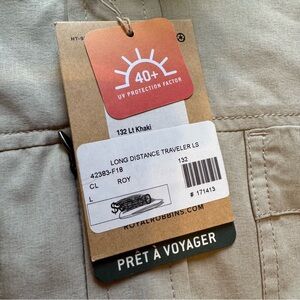 40+
UV PROTECTION FACTOR
132 Lt Khaki
LONG DISTANCE TRAVELER LS
42383-F18 132
CL ROY
L
# 171413
ROYALROBBINS.COM
PRÊT À VOYAGER